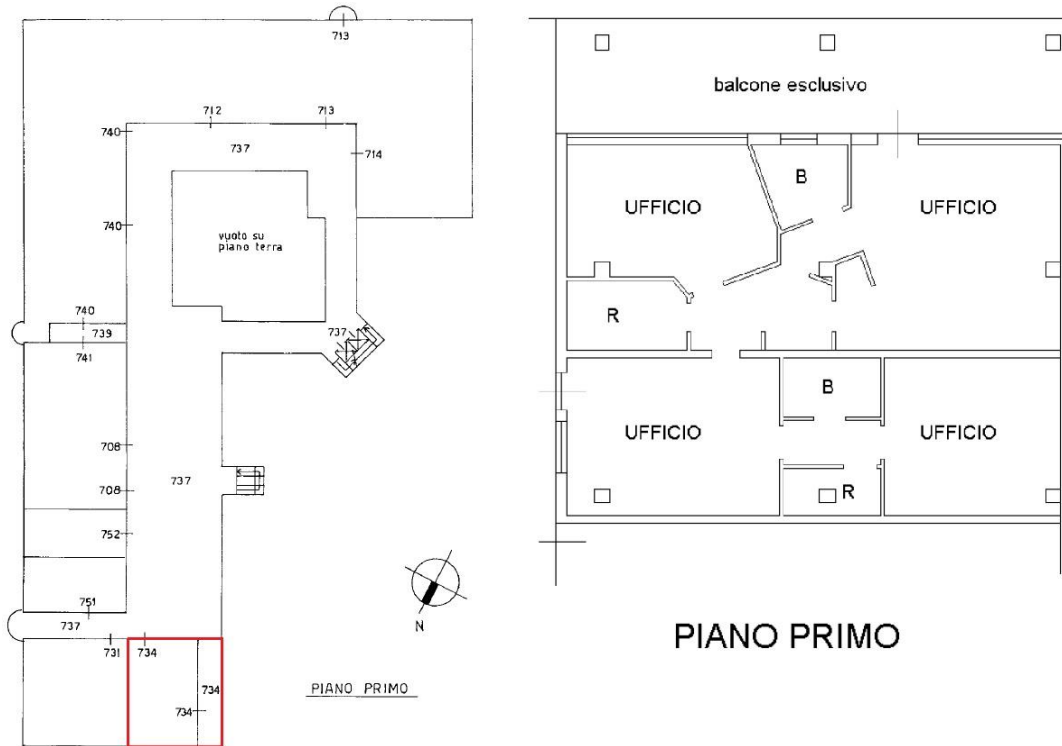 713
712
713
740
737
714
740
vuoto su
piano terra
740
739
737
741
708
737
708
752
751
737
731
734
734
734
N
PIANO PRIMO
balcone esclusivo
B
UFFICIO
UFFICIO
R
B
UFFICIO
UFFICIO
R
PIANO PRIMO